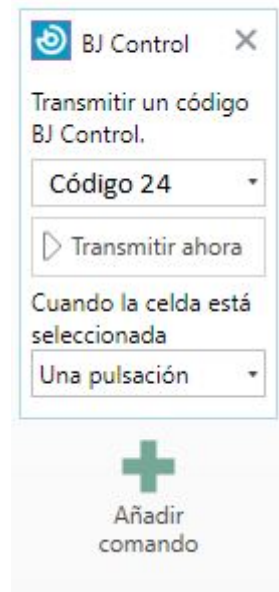 BJ Control
Transmitir un código
BJ Control.
Código 24
Transmitir ahora
Cuando la celda está
seleccionada
Una pulsación
Añadir
comando